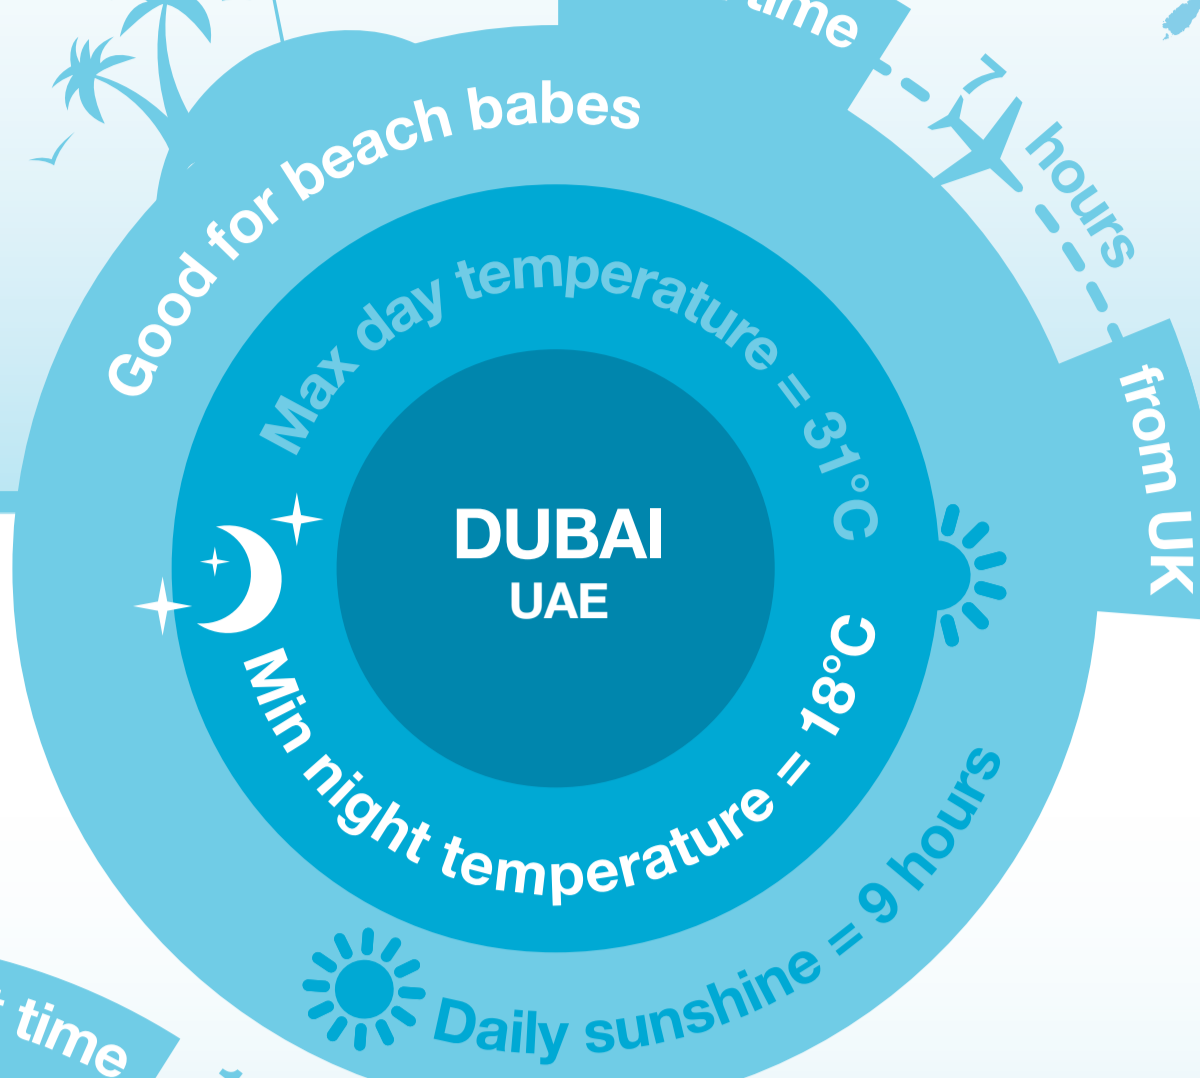 time
7 hours
from UK
Good for beach babes
Max day temperature = 31°C
DUBAI
UAE
Min night temperature = 18°C
Daily sunshine = 9 hours
time